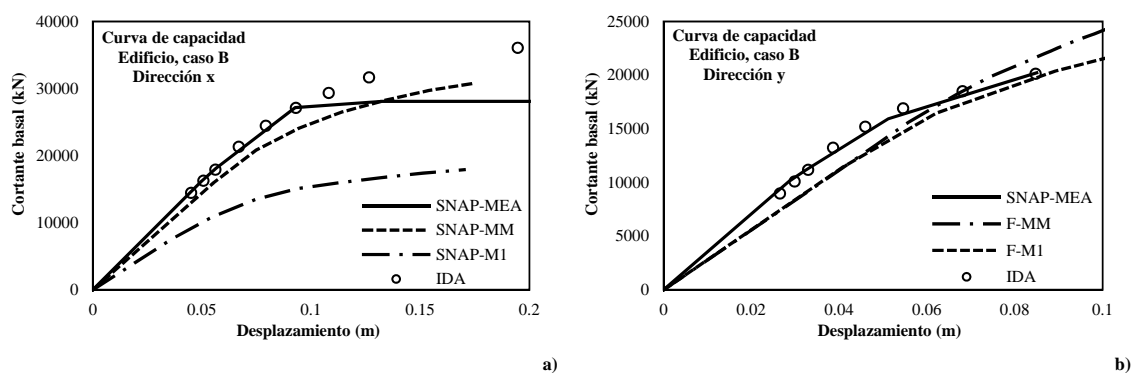 Curva de capacidad
Edificio, caso B
Dirección x
Cortante basal (kN)
40000
30000
20000
10000
0
0 0.05 0.1 0.15 0.2
Desplazamiento (m)
SNAP-MEA
SNAP-MM
SNAP-M1
IDA
a)
Curva de capacidad
Edificio, caso B
Dirección y
Cortante basal (kN)
25000
20000
15000
10000
5000
0
0 0.02 0.04 0.06 0.08 0.1
Desplazamiento (m)
SNAP-MEA
F-MM
F-M1
IDA
b)